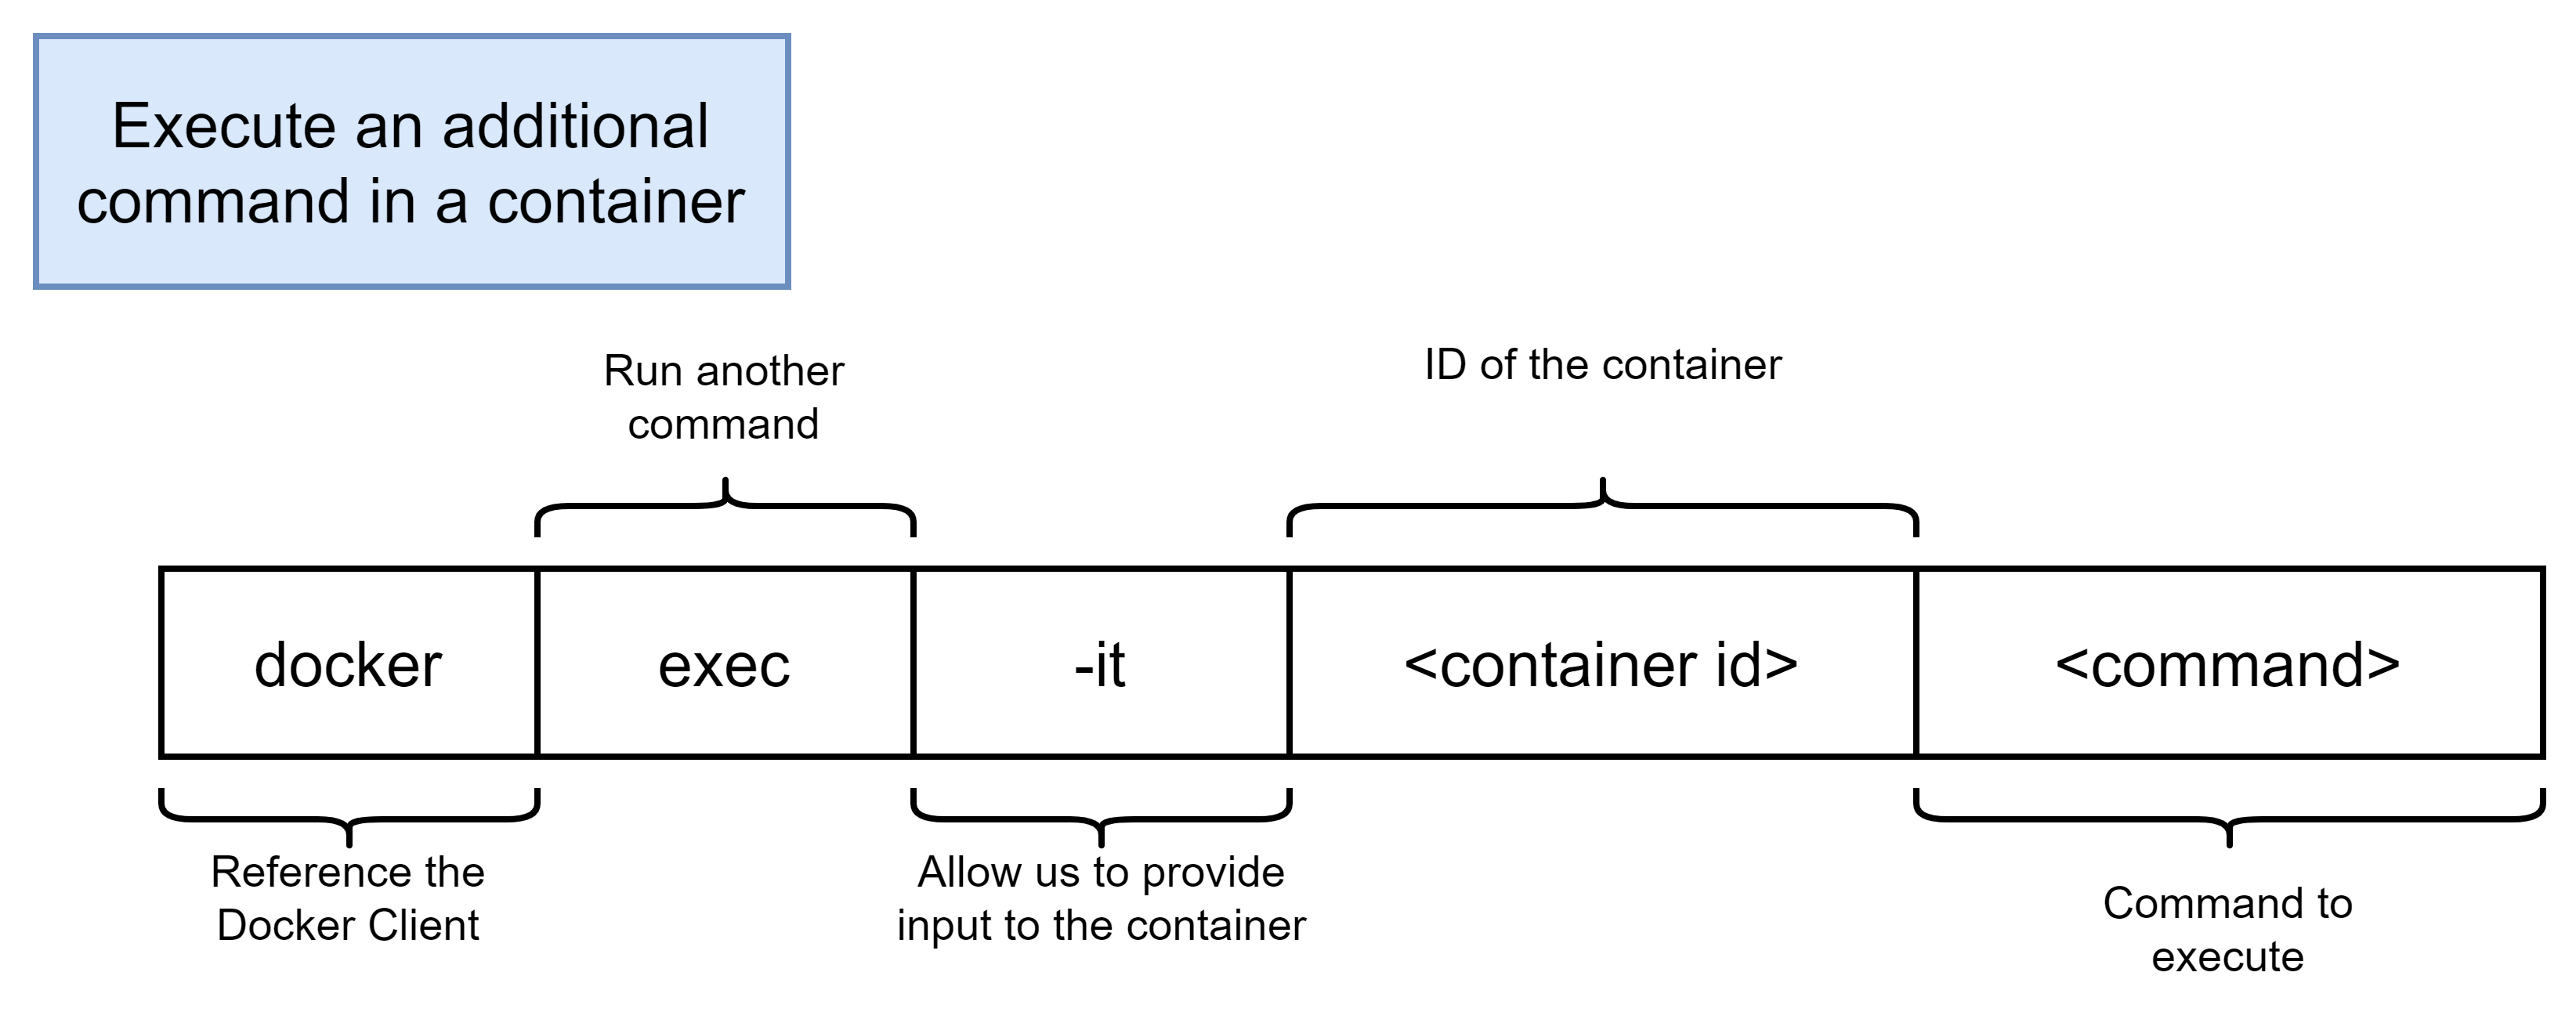 Execute an additional
command in a container
Run another
command
ID of the container
docker
exec
-it
<container id>
<command>
Reference the
Docker Client
Allow us to provide
input to the container
Command to
execute